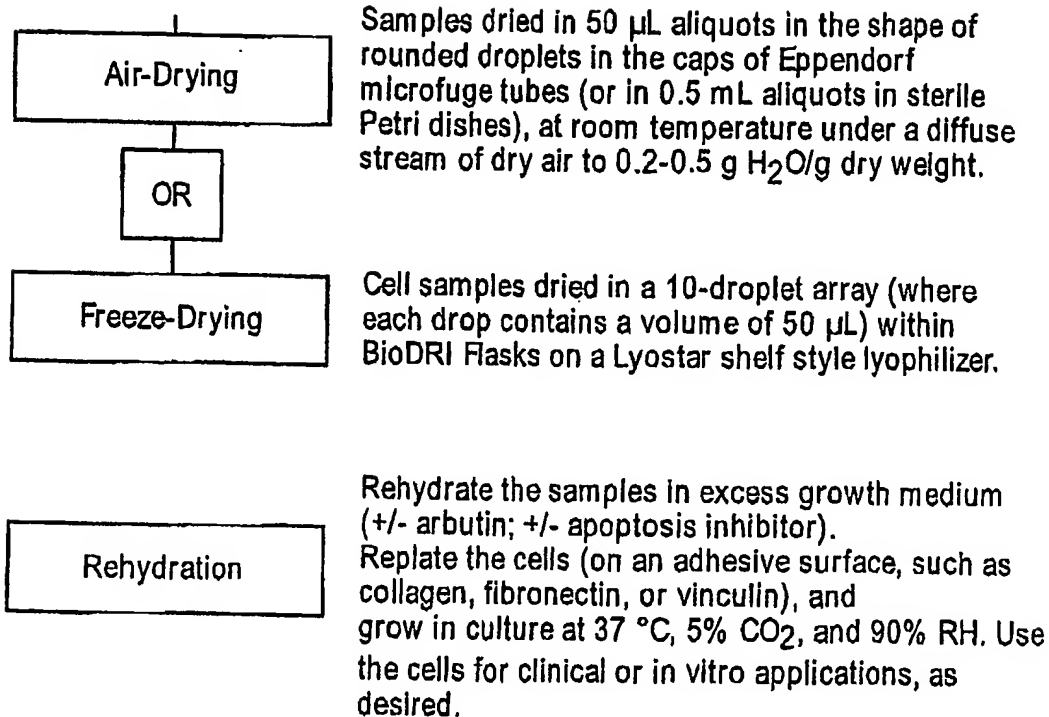 Air-Drying
Samples dried in 50 µL aliquots in the shape of
rounded droplets in the caps of Eppendorf
microfuge tubes (or in 0.5 mL aliquots in sterile
Petri dishes), at room temperature under a diffuse
stream of dry air to 0.2-0.5 g H₂O/g dry weight.
OR
Freeze-Drying
Cell samples dried in a 10-droplet array (where
each drop contains a volume of 50 µL) within
BioDRI Flasks on a Lyostar shelf style lyophilizer.
Rehydration
Rehydrate the samples in excess growth medium
(+/- arbutin; +/- apoptosis inhibitor).
Replate the cells (on an adhesive surface, such as
collagen, fibronectin, or vinculin), and
grow in culture at 37 °C, 5% CO₂, and 90% RH. Use
the cells for clinical or in vitro applications, as
desired.